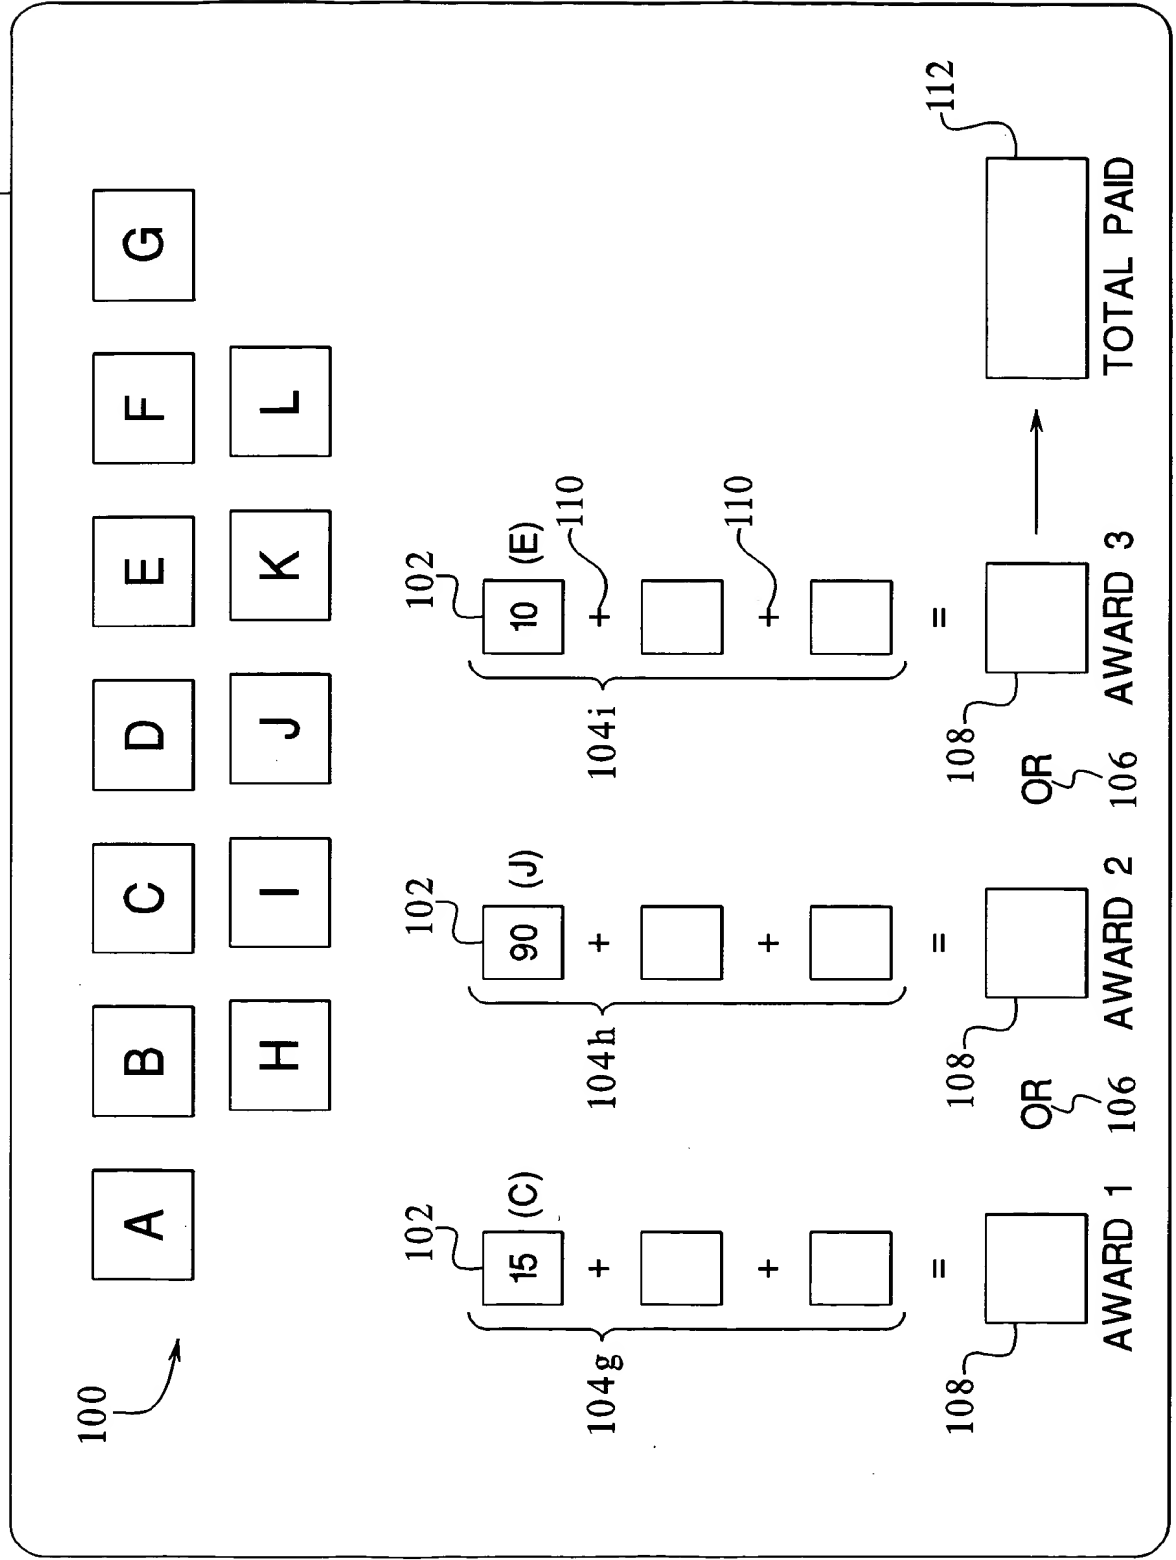 100
A B C D E F G
H I J K L
102 102 102
15 (C) 90 (J) 10 (E)
+ + + 110
104g 104h 104i
+ + + 110
= = =
108 108 108 112
OR OR
106 106
AWARD 1 AWARD 2 AWARD 3 TOTAL PAID